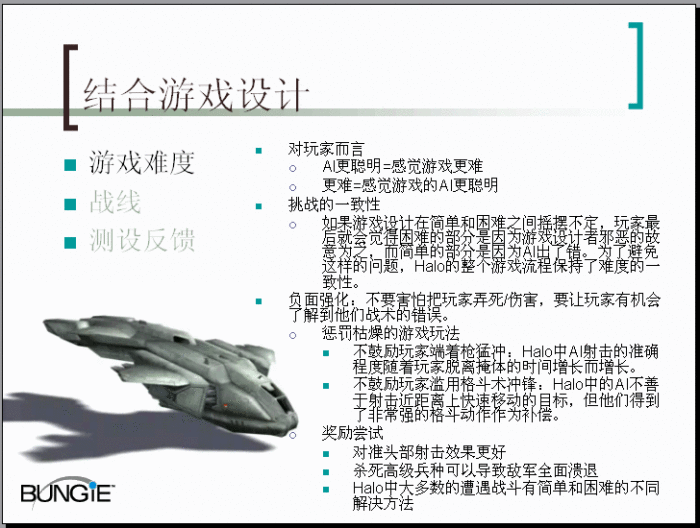 结合游戏设计
游戏难度
战线
测设反馈
对玩家而言
AI更聪明=感觉游戏更难
更难=感觉游戏的AI更聪明
挑战的一致性
如果游戏设计在简单和困难之间摇摆不定，玩家最
后就会觉得困难的部分是因为游戏设计者邪恶的故
意为之，而简单的部分是因为AI出了错。为了避免
这样的问题，Halo的整个游戏流程保持了难度的一
致性。
负面强化：不要害怕把玩家弄死/伤害，要让玩家有机会
了解到他们战术的错误。
惩罚枯燥的游戏玩法
不鼓励玩家端着枪猛冲：Halo中AI射击的准确
程度随着玩家脱离掩体的时间增长而增长。
不鼓励玩家滥用格斗术冲锋：Halo中的AI不善
于射击近距离上快速移动的目标，但他们得到
了非常强的格斗动作作为补偿。
奖励尝试
对准头部射击效果更好
杀死高级兵种可以导致敌军全面溃退
Halo中大多数的遭遇战斗有简单和困难的不同
解决方法
BUNGIE™